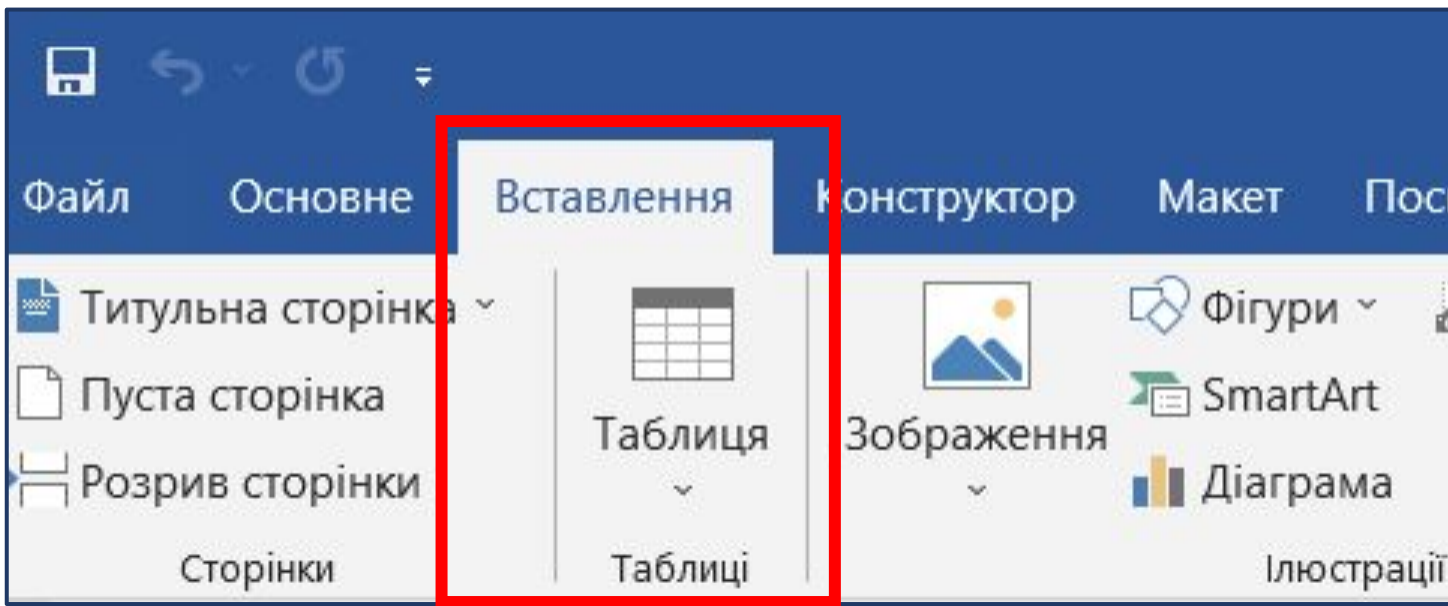 Файл Основне Вставлення Конструктор Макет
Титульна сторінка
Пуста сторінка
Розрив сторінки
Сторінки
Таблиця
Таблиці
Зображення
Фігури
SmartArt
Діаграма
Ілюстрації